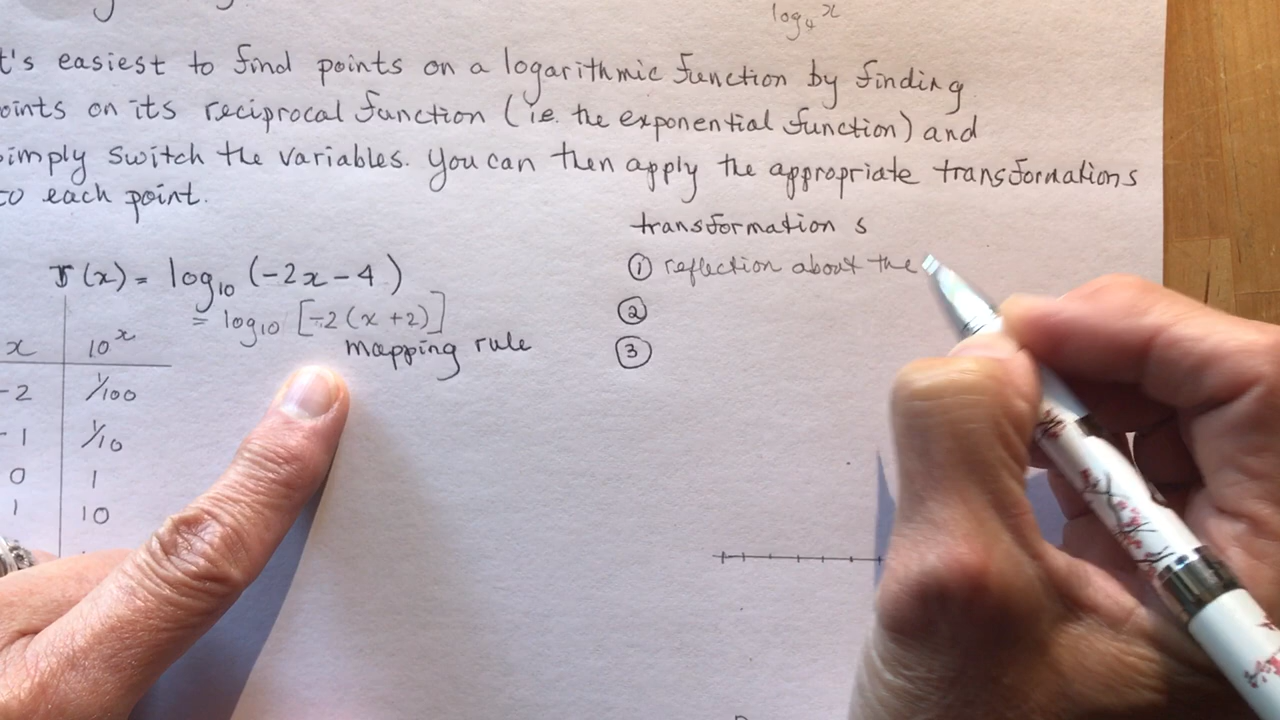 log₄ x
t's easiest to find points on a logarithmic function by finding
oints on its reciprocal function (i.e. the exponential function) and
imply switch the variables. You can then apply the appropriate transformations
to each point.
transformation s
(x) = log₁₀ (-2x-4)
① reflection about the
= log₁₀ [-2(x+2)]
②
mapping rule
③
x 10ˣ
-2 1/100
-1 1/10
0 1
1 10